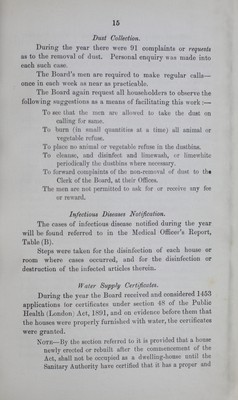 15
Dust Collection.
During the year there were 91 complaints or requests
as to the removal of dust. Personal enquiry was made into
each such case.
The Board's men are required to make regular calls—
once in each week as near as practicable.
The Board again request all householders to observe the
following suggestions as a means of facilitating this work :—
To see that the men are allowed to take the dust on
calling for same.
To burn (in small quantities at a time) all animal or
vegetable refuse.
To place no animal or vegetable refuse in the dustbins.
To cleanse, and disinfect and limewash, or limewhite
periodically the dustbins where necessary.
To forward complaints of the non-removal of dust to the
Clerk of the Board, at their Offices.
The men are not permitted to ask for or receive any fee
or reward.
Infectious Diseases Notification.
The cases of infectious disease notified during the year
will be found referred to in the Medical Office's Report,
Table (B).
Steps were taken for the disinfection of each house or
room where cases occurred, and for the disinfection or
destruction of the infected articles therein.
Water Supply Certificates.
During the year the Board received and considered 1453
applications for certificates under section 48 of the Public
Health (London) Act, 1891, and on evidence before them that
the houses were properly furnished with water, the certificates
were granted.
Note—By the section referred to it is provided that a house
newly erected or rebuilt after the commencement of the
Act, shall not be occupied as a dwelling-house until the
Sanitary Authority have certified that it has a proper and